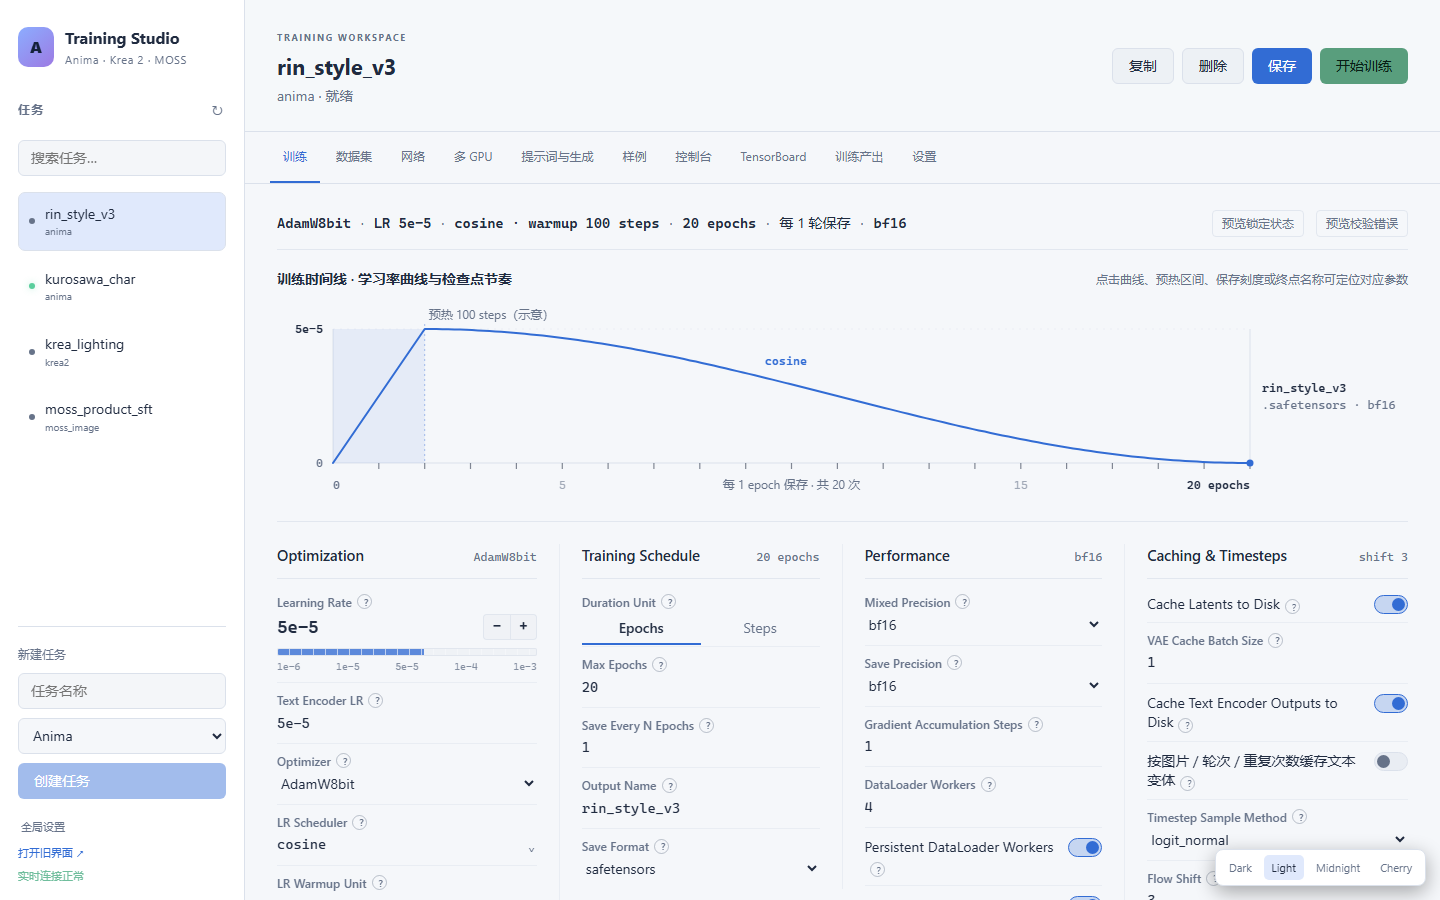 A
Training Studio
Anima · Krea 2 · MOSS
任务
↻
搜索任务...
rin_style_v3
anima
kurosawa_char
anima
krea_lighting
krea2
moss_product_sft
moss_image
新建任务
任务名称
Anima
创建任务
全局设置
打开旧界面 ↗
实时连接正常
TRAINING WORKSPACE
rin_style_v3
anima · 就绪
复制
删除
保存
开始训练
训练
数据集
网络
多 GPU
提示词与生成
样例
控制台
TensorBoard
训练产出
设置
AdamW8bit · LR 5e-5 · cosine · warmup 100 steps · 20 epochs · 每 1 轮保存 · bf16
预览锁定状态
预览校验错误
训练时间线 · 学习率曲线与检查点节奏
点击曲线、预热区间、保存刻度或终点名称可定位对应参数
预热 100 steps（示意）
5e-5
cosine
rin_style_v3
.safetensors · bf16
0
0
5
每 1 epoch 保存 · 共 20 次
15
20 epochs
Optimization
AdamW8bit
Learning Rate ?
5e-5
− +
1e-6 1e-5 5e-5 1e-4 1e-3
Text Encoder LR ?
5e-5
Optimizer ?
AdamW8bit
LR Scheduler ?
cosine
LR Warmup Unit ?
Training Schedule
20 epochs
Duration Unit ?
Epochs
Steps
Max Epochs ?
20
Save Every N Epochs ?
1
Output Name ?
rin_style_v3
Save Format ?
safetensors
Performance
bf16
Mixed Precision ?
bf16
Save Precision ?
bf16
Gradient Accumulation Steps ?
1
DataLoader Workers ?
4
Persistent DataLoader Workers
?
Caching & Timesteps
shift 3
Cache Latents to Disk ?
VAE Cache Batch Size ?
1
Cache Text Encoder Outputs to
Disk ?
按图片 / 轮次 / 重复次数缓存文本
变体 ?
Timestep Sample Method ?
logit_normal
Flow Shift ?
Dark
Light
Midnight
Cherry